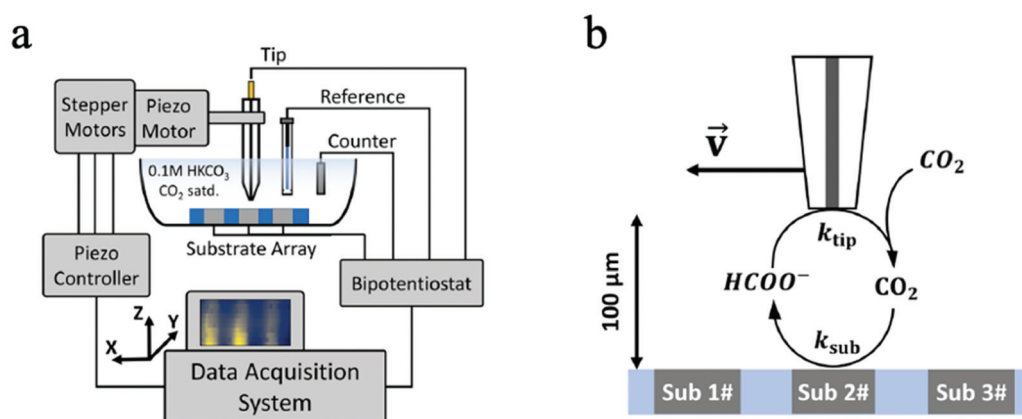 a
Tip
Stepper
Motors
Piezo
Motor
Reference
Counter
0.1M HKCO3
CO2 satd.
Substrate Array
Piezo
Controller
Bipotentiostat
Z
Y
X
Data Acquisition
System
b
v
CO2
ktip
HCOO−
CO2
ksub
100 μm
Sub 1#
Sub 2#
Sub 3#